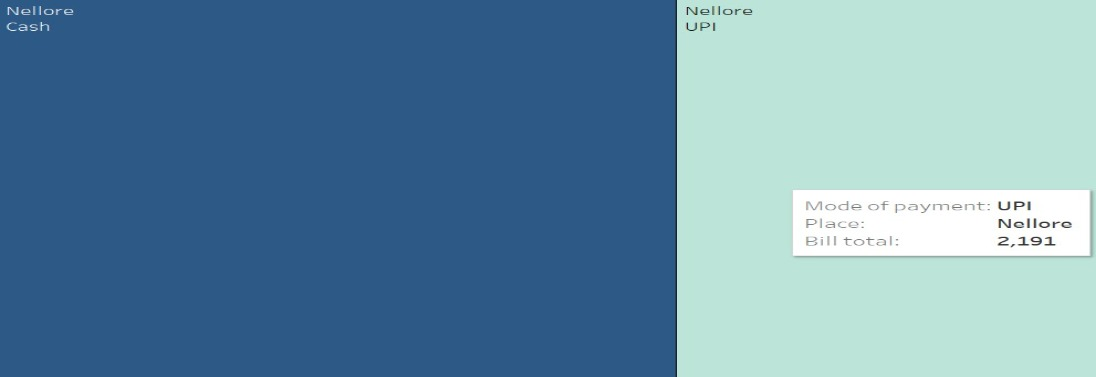 Nellore
Cash
Nellore
UPI
Mode of payment: UPI
Place: Nellore
Bill total: 2,191